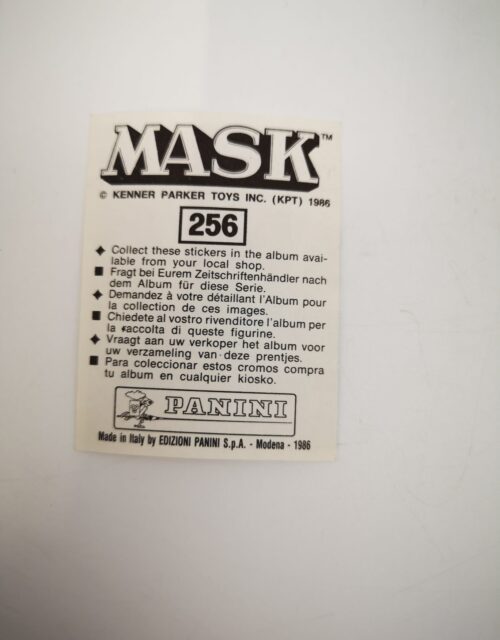 MASK™
© KENNER PARKER TOYS INC. (KPT) 1986
256
◆ Collect these stickers in the album avai-
lable from your local shop.
■ Fragt bei Eurem Zeitschriftenhändler nach
dem Album für diese Serie.
◆ Demandez à votre détaillant l'Album pour
la collection de ces images.
■ Chiedete al vostro rivenditore l'album per
la raccolta di queste figurine.
◆ Vraagt aan uw verkoper het album voor
uw verzameling van deze prentjes.
■ Para coleccionar estos cromos compra
tu album en cualquier kiosko.
PANINI
Made in Italy by EDIZIONI PANINI S.p.A. - Modena - 1986